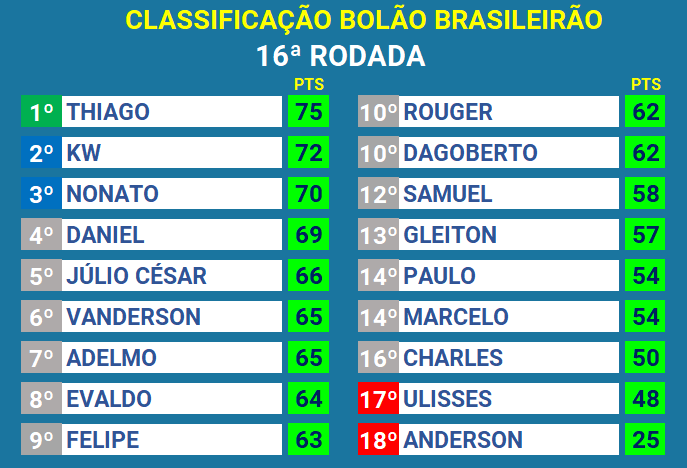 CLASSIFICAÇÃO BOLÃO BRASILEIRÃO
16ª RODADA
PTS
1º THIAGO 75
2º KW 72
3º NONATO 70
4º DANIEL 69
5º JÚLIO CÉSAR 66
6º VANDERSON 65
7º ADELMO 65
8º EVALDO 64
9º FELIPE 63
PTS
10º ROUGER 62
10º DAGOBERTO 62
12º SAMUEL 58
13º GLEITON 57
14º PAULO 54
14º MARCELO 54
16º CHARLES 50
17º ULISSES 48
18º ANDERSON 25